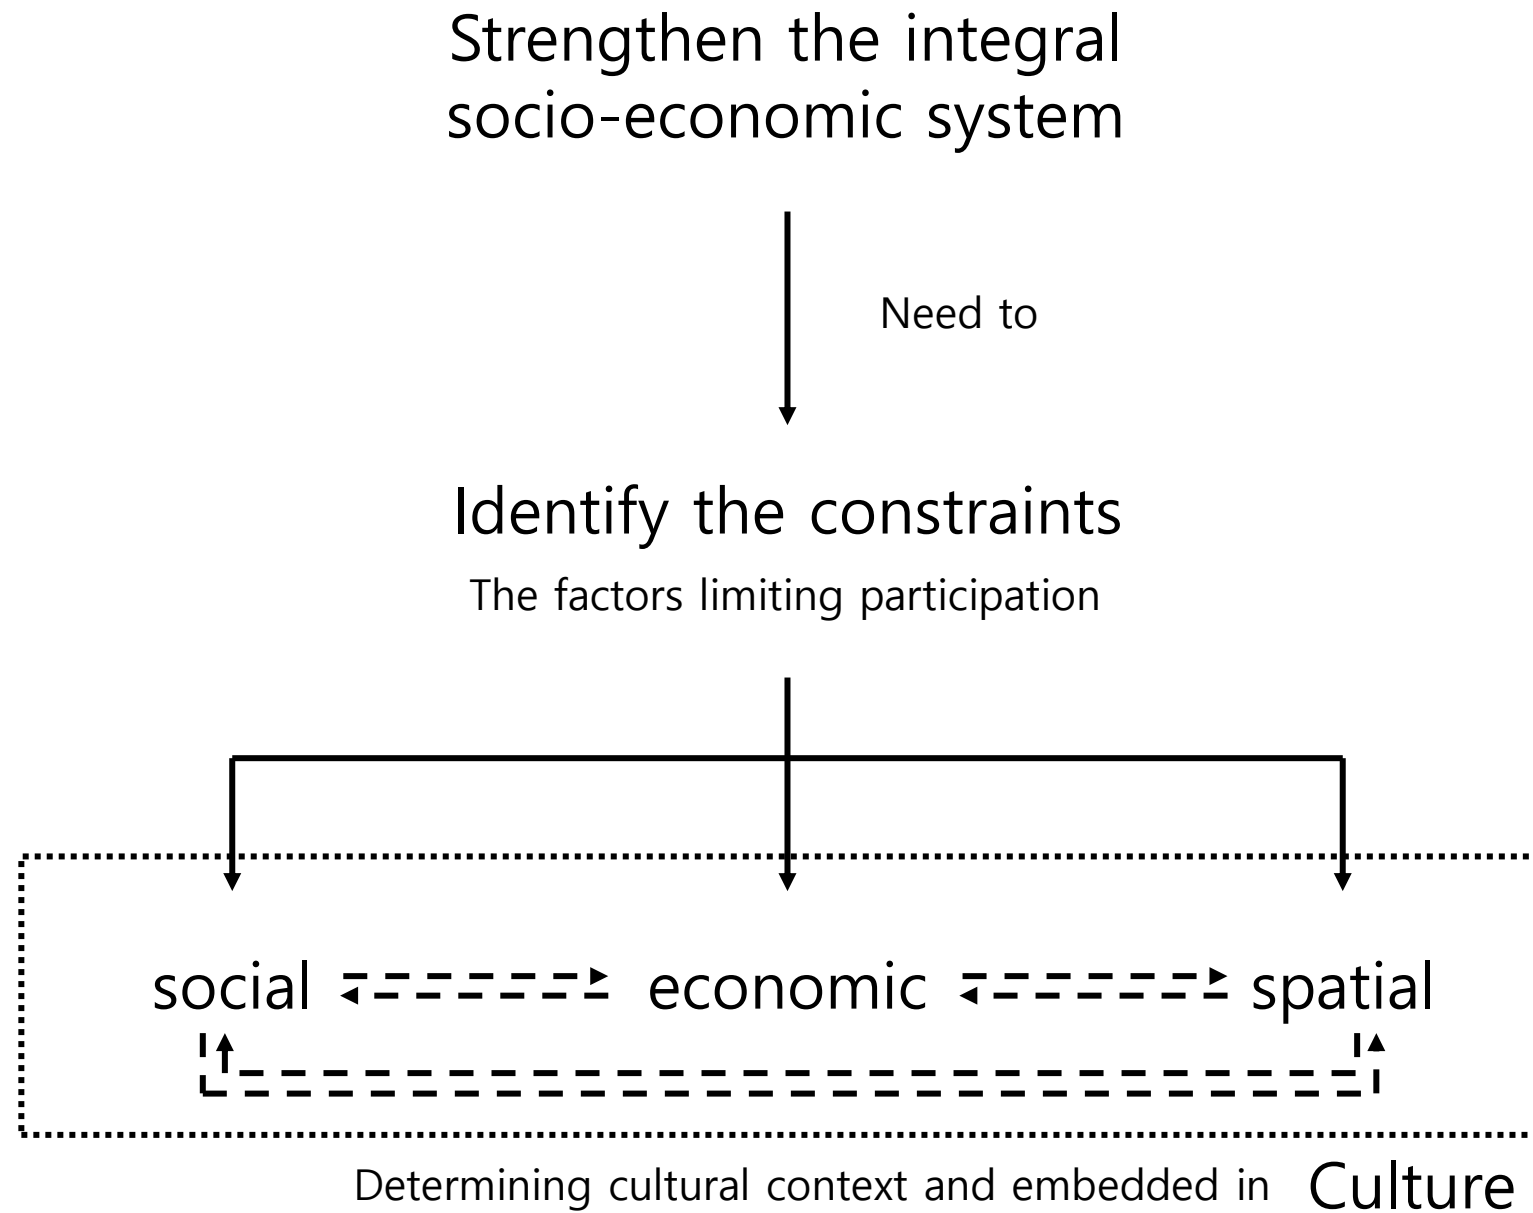 Strengthen the integral
socio-economic system
Need to
Identify the constraints
The factors limiting participation
social economic spatial
Determining cultural context and embedded in Culture